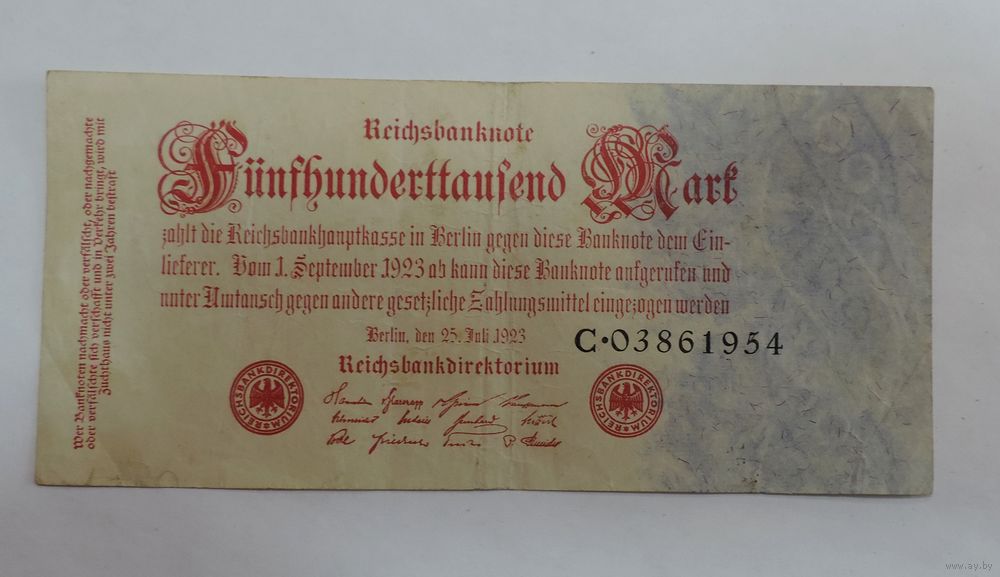 Reichsbanknote
Fünfhunderttausend Mark
zahlt die Reichsbankhauptkasse in Berlin gegen diese Banknote dem Ein-
lieferer. Vom 1. September 1923 ab kann diese Banknote aufgerufen und
unter Umtausch gegen andere gesetzliche Zahlungsmittel eingezogen werden
Berlin, den 25. Juli 1923
C·03861954
Reichsbankdirektorium
REICHSBANKDIREKTORIUM
REICHSBANKDIREKTORIUM
Wer Banknoten nachmacht oder verfälscht, oder nachgemachte
oder verfälschte sich verschafft und in Verkehr bringt, wird mit
Zuchthaus nicht unter zwei Jahren bestraft
www.ay.by